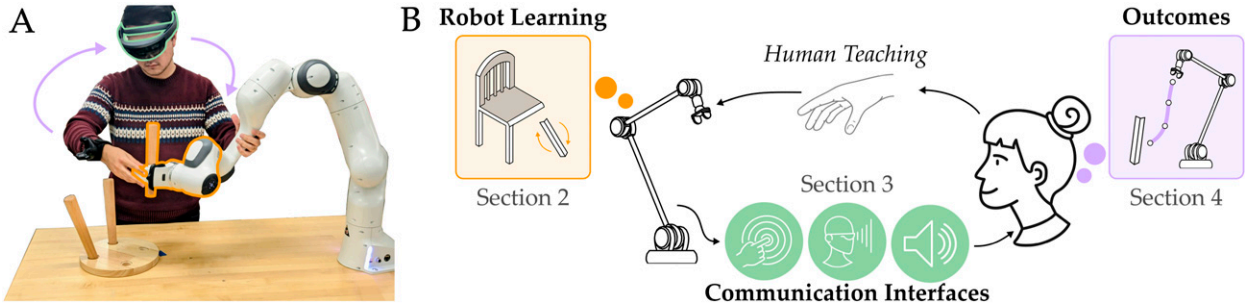 A
B
Robot Learning
Outcomes
Human Teaching
Section 2
Section 3
Section 4
Communication Interfaces